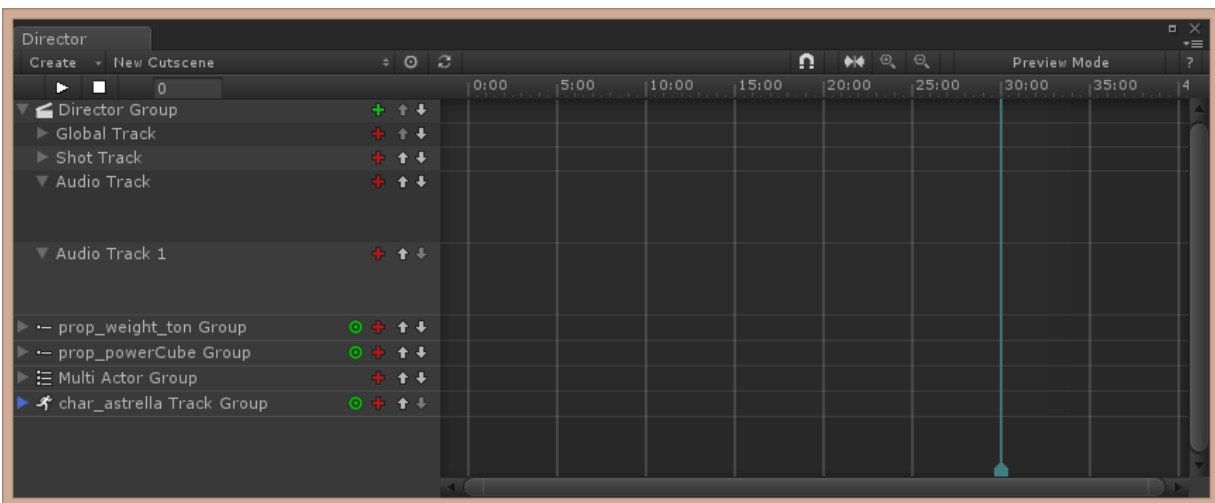 Director
Create New Cutscene Preview Mode ?
0 0:00 5:00 10:00 15:00 20:00 25:00 30:00 35:00 4
Director Group
Global Track
Shot Track
Audio Track
Audio Track 1
prop_weight_ton Group
prop_powerCube Group
Multi Actor Group
char_astrella Track Group